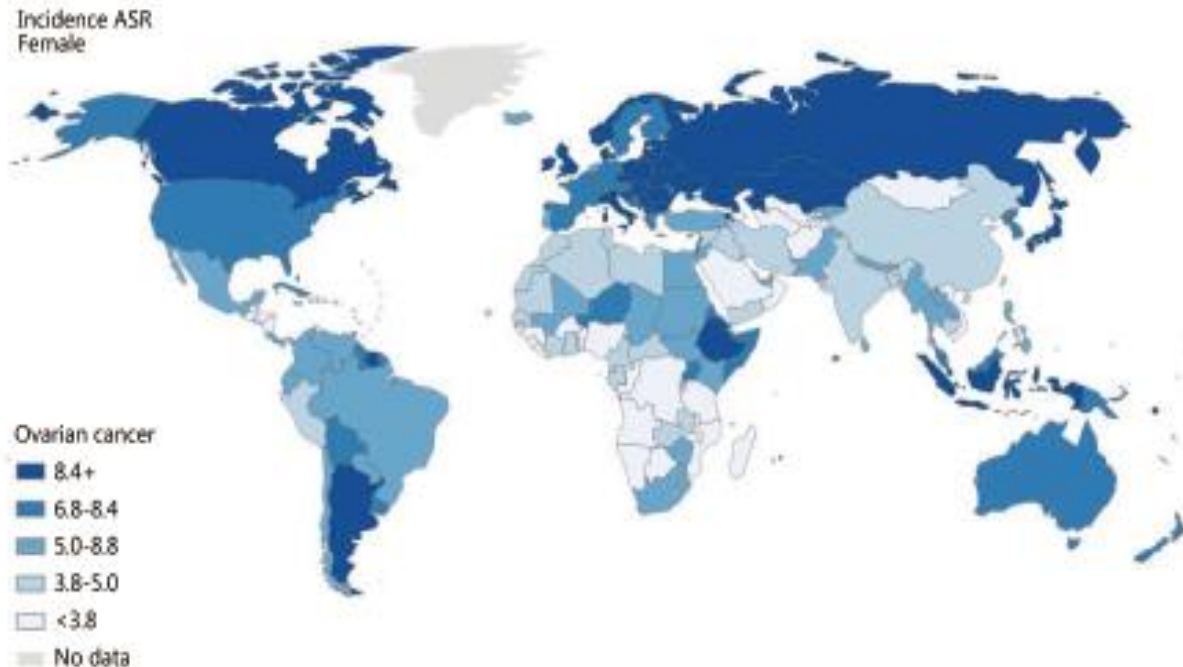 Incidence ASR
Female
Ovarian cancer
8.4+
6.8-8.4
5.0-8.8
3.8-5.0
<3.8
No data